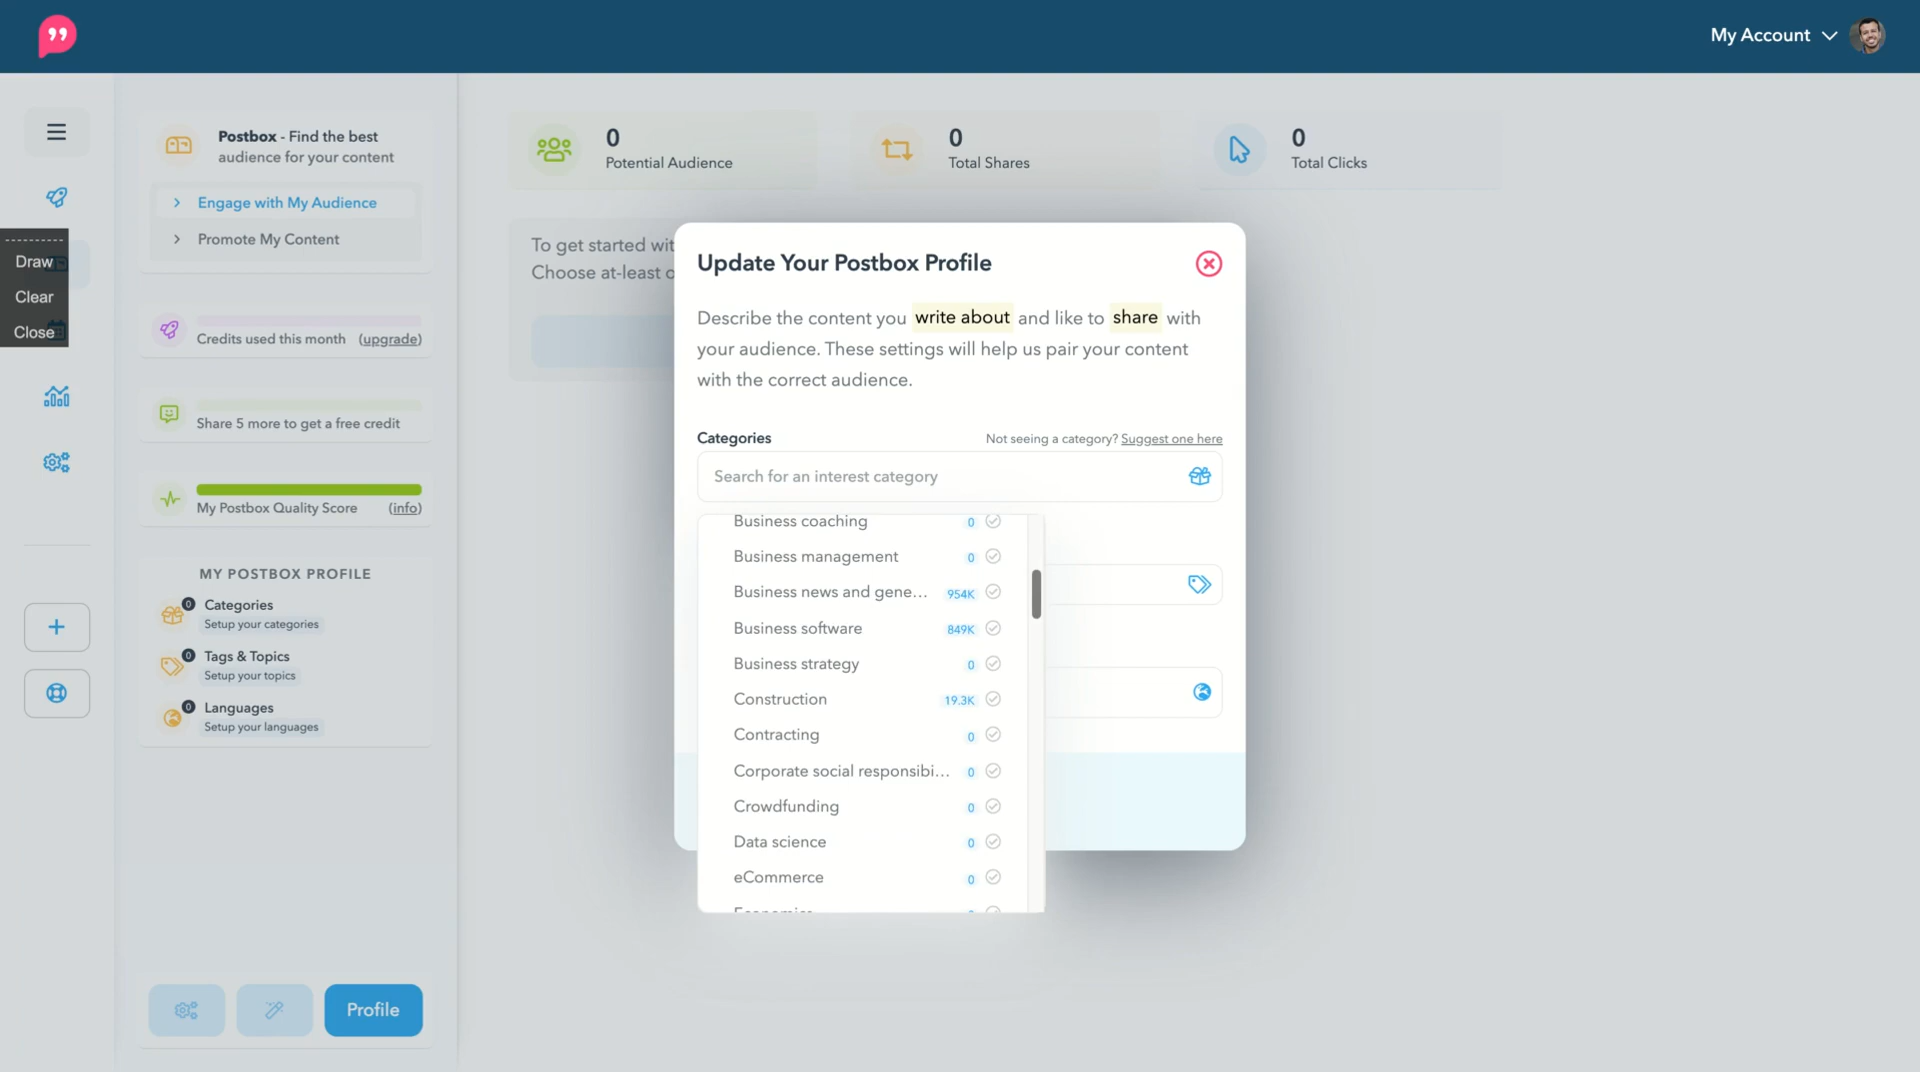 My Account
Postbox - Find the best
audience for your content
Engage with My Audience
Promote My Content
Draw
Clear
Close
Credits used this month (upgrade)
Share 5 more to get a free credit
My Postbox Quality Score (info)
MY POSTBOX PROFILE
0 Categories
Setup your categories
0 Tags & Topics
Setup your topics
0 Languages
Setup your languages
Profile
0
Potential Audience
0
Total Shares
0
Total Clicks
To get started wit
Choose at-least
Update Your Postbox Profile
Describe the content you write about and like to share with
your audience. These settings will help us pair your content
with the correct audience.
Categories
Not seeing a category? Suggest one here
Search for an interest category
Business coaching 0
Business management 0
Business news and gene... 954K
Business software 849K
Business strategy 0
Construction 19.3K
Contracting 0
Corporate social responsibi... 0
Crowdfunding 0
Data science 0
eCommerce 0